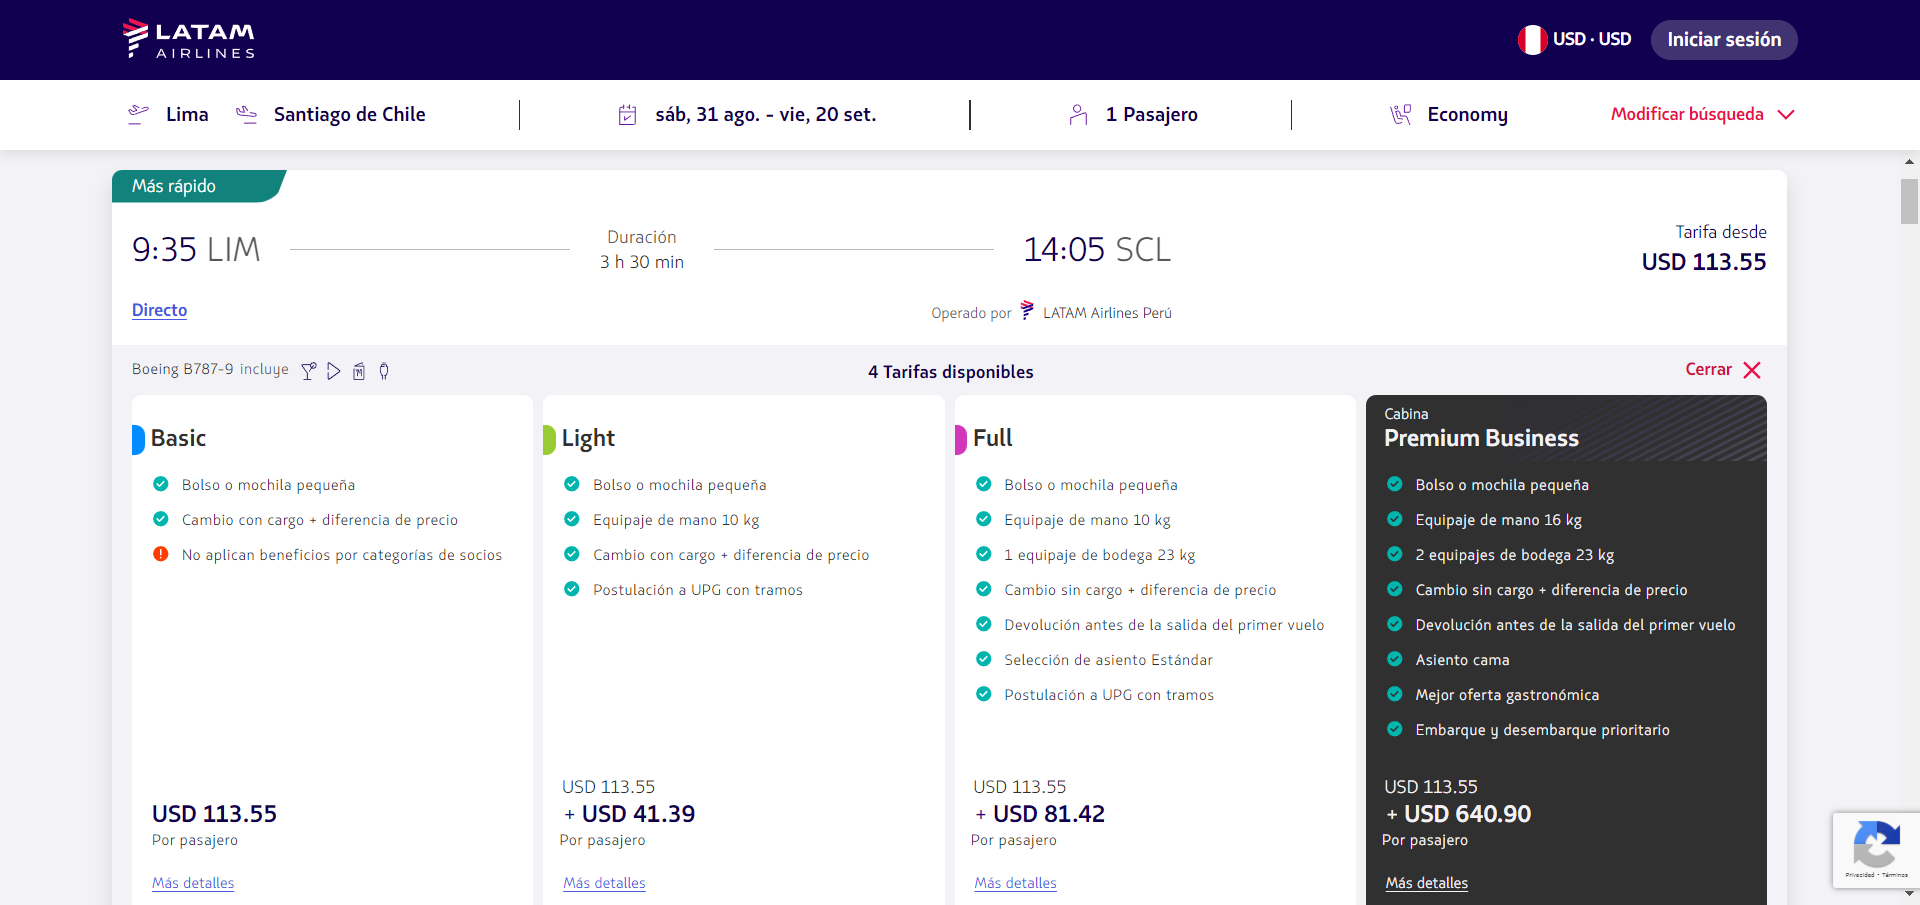 LATAM
AIRLINES
USD · USD
Iniciar sesión
Lima
Santiago de Chile
sáb, 31 ago. - vie, 20 set.
1 Pasajero
Economy
Modificar búsqueda
Más rápido
9:35 LIM
Duración
3 h 30 min
14:05 SCL
Tarifa desde
USD 113.55
Directo
Operado por LATAM Airlines Perú
Boeing B787-9 incluye
4 Tarifas disponibles
Cerrar
Basic
Bolso o mochila pequeña
Cambio con cargo + diferencia de precio
No aplican beneficios por categorías de socios
USD 113.55
Por pasajero
Más detalles
Light
Bolso o mochila pequeña
Equipaje de mano 10 kg
Cambio con cargo + diferencia de precio
Postulación a UPG con tramos
USD 113.55
+ USD 41.39
Por pasajero
Más detalles
Full
Bolso o mochila pequeña
Equipaje de mano 10 kg
1 equipaje de bodega 23 kg
Cambio sin cargo + diferencia de precio
Devolución antes de la salida del primer vuelo
Selección de asiento Estándar
Postulación a UPG con tramos
USD 113.55
+ USD 81.42
Por pasajero
Más detalles
Cabina
Premium Business
Bolso o mochila pequeña
Equipaje de mano 16 kg
2 equipajes de bodega 23 kg
Cambio sin cargo + diferencia de precio
Devolución antes de la salida del primer vuelo
Asiento cama
Mejor oferta gastronómica
Embarque y desembarque prioritario
USD 113.55
+ USD 640.90
Por pasajero
Más detalles
Privacidad - Términos